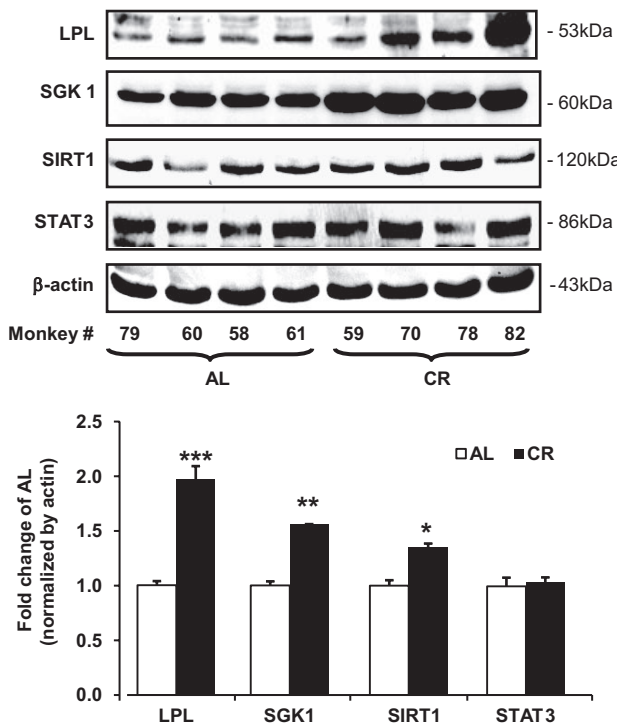 LPL - 53kDa
SGK 1 - 60kDa
SIRT1 - 120kDa
STAT3 - 86kDa
β-actin - 43kDa
Monkey # 79 60 58 61 59 70 78 82
AL CR
Fold change of AL
(normalized by actin)
2.5
2.0
1.5
1.0
0.5
0.0
AL CR
*** ** *
LPL SGK1 SIRT1 STAT3